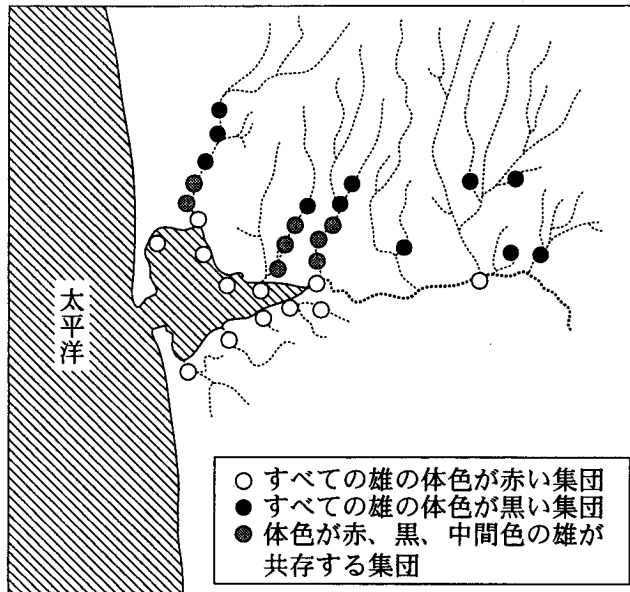 太平洋
○ すべての雄の体色が赤い集団
● すべての雄の体色が黒い集団
● 体色が赤、黒、中間色の雄が
共存する集団